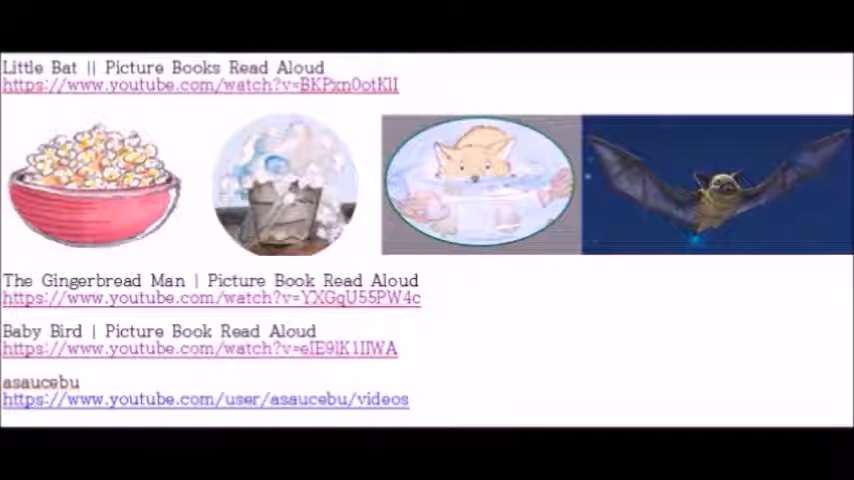 Little Bat || Picture Books Read Aloud
https://www.youtube.com/watch?v=BKPxn0otKlI
The Gingerbread Man | Picture Book Read Aloud
https://www.youtube.com/watch?v=YXGqU55PW4c
Baby Bird | Picture Book Read Aloud
https://www.youtube.com/watch?v=eIE9lK1IIWA
asaucebu
https://www.youtube.com/user/asaucebu/videos